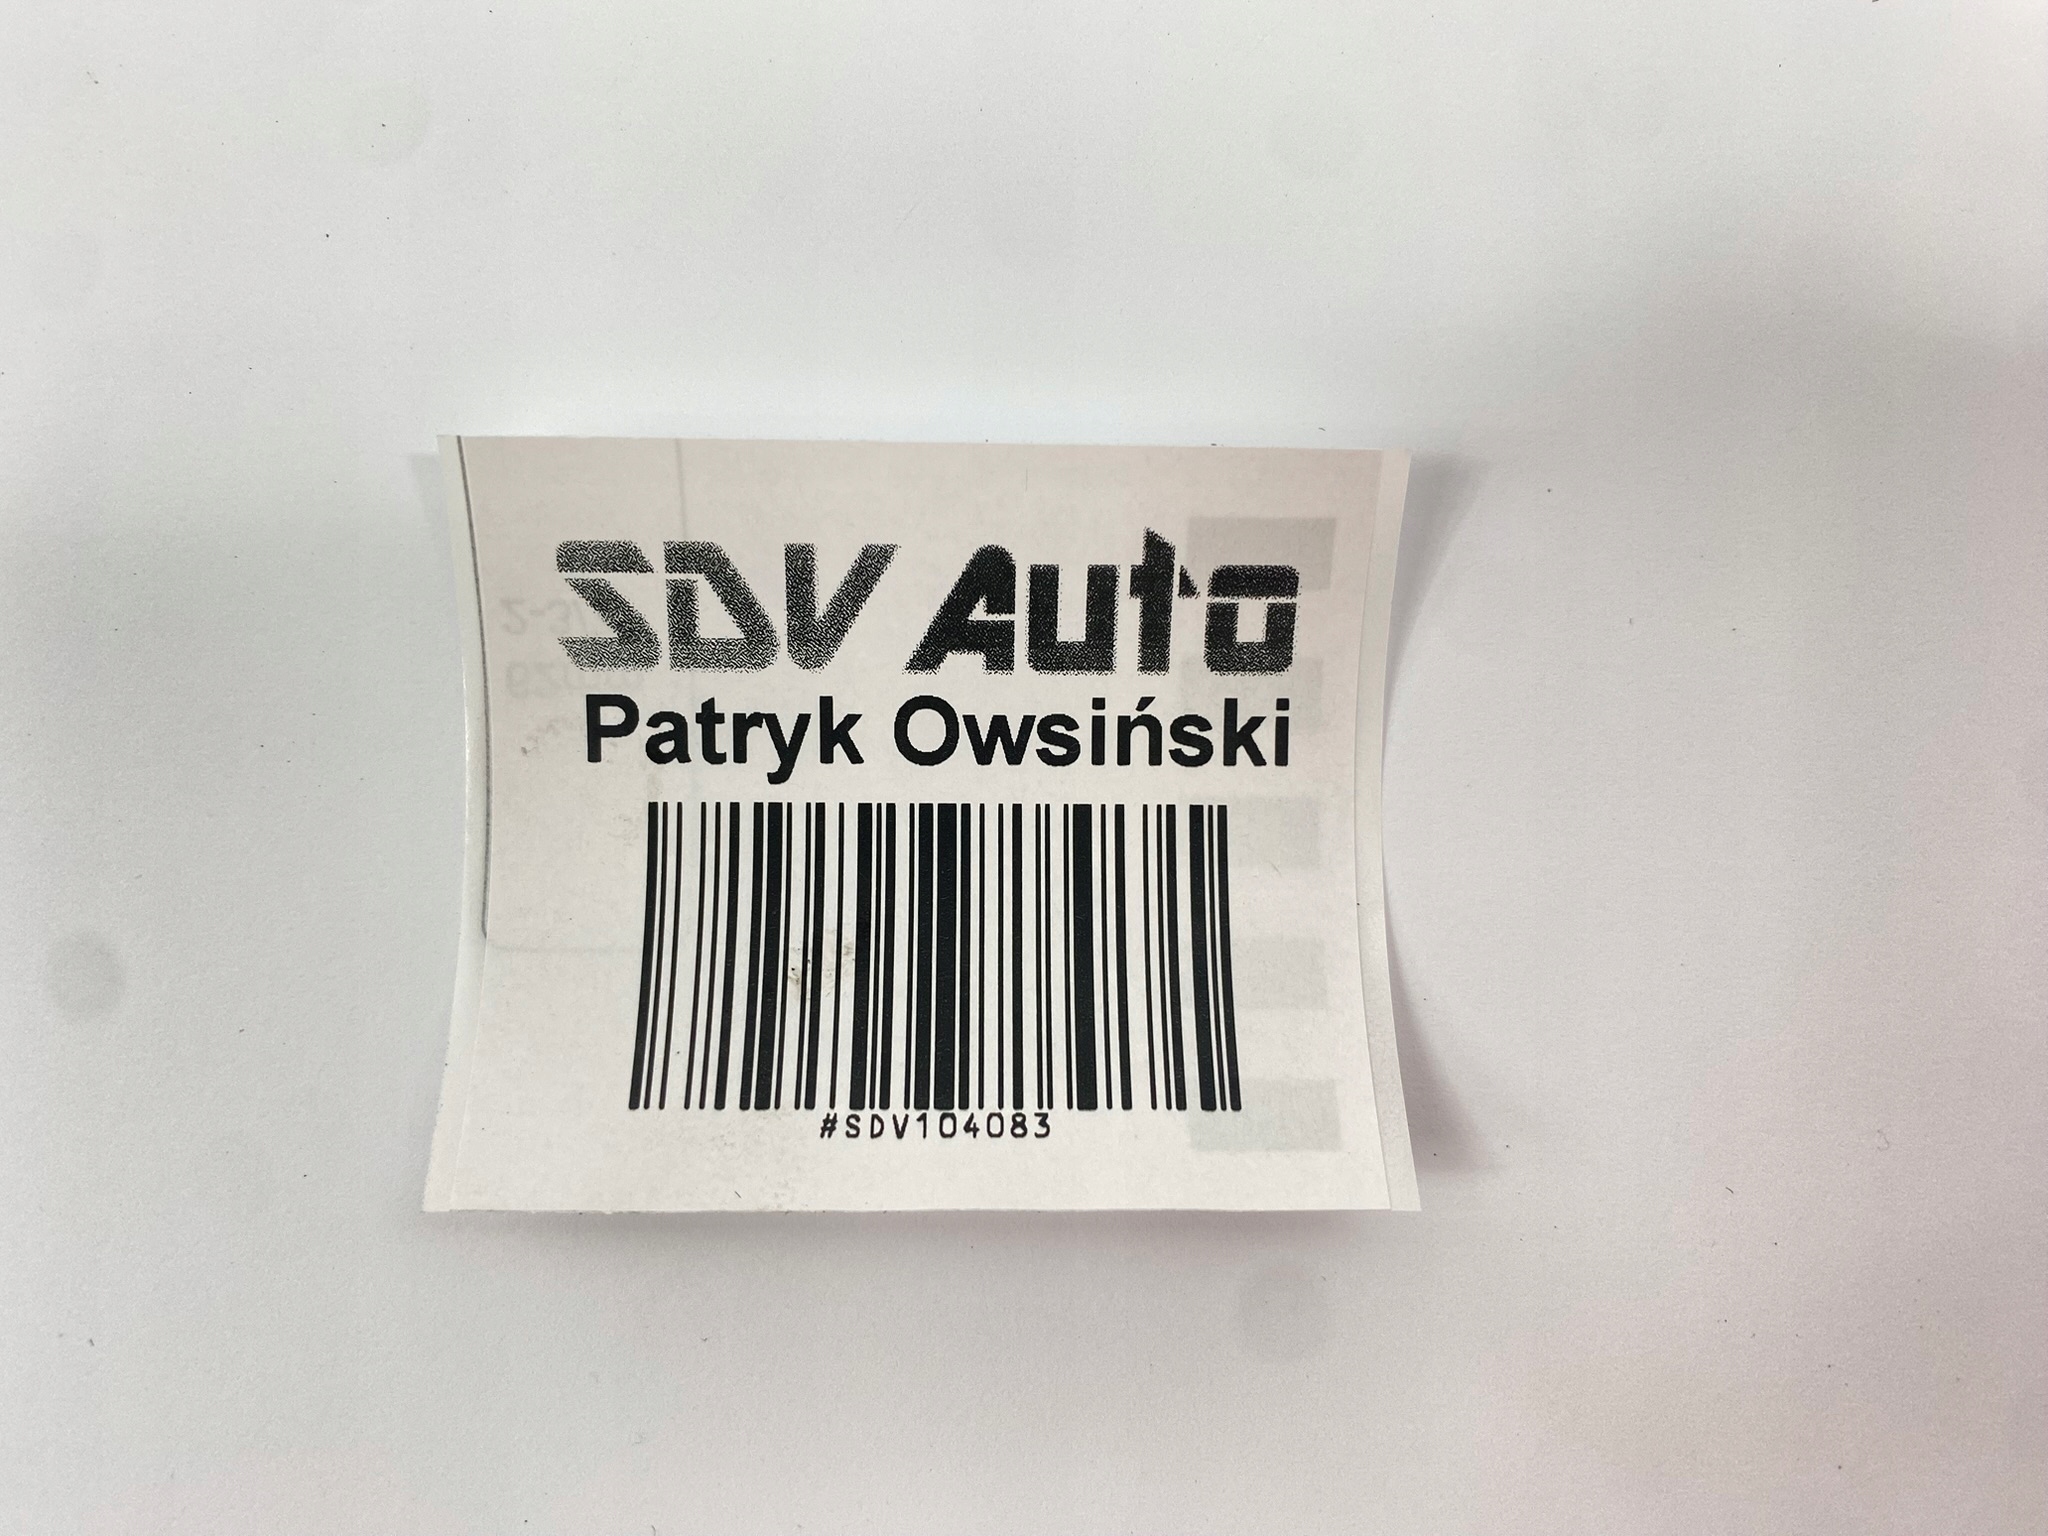 SDV Auto
Patryk Owsiński
#SDV104083